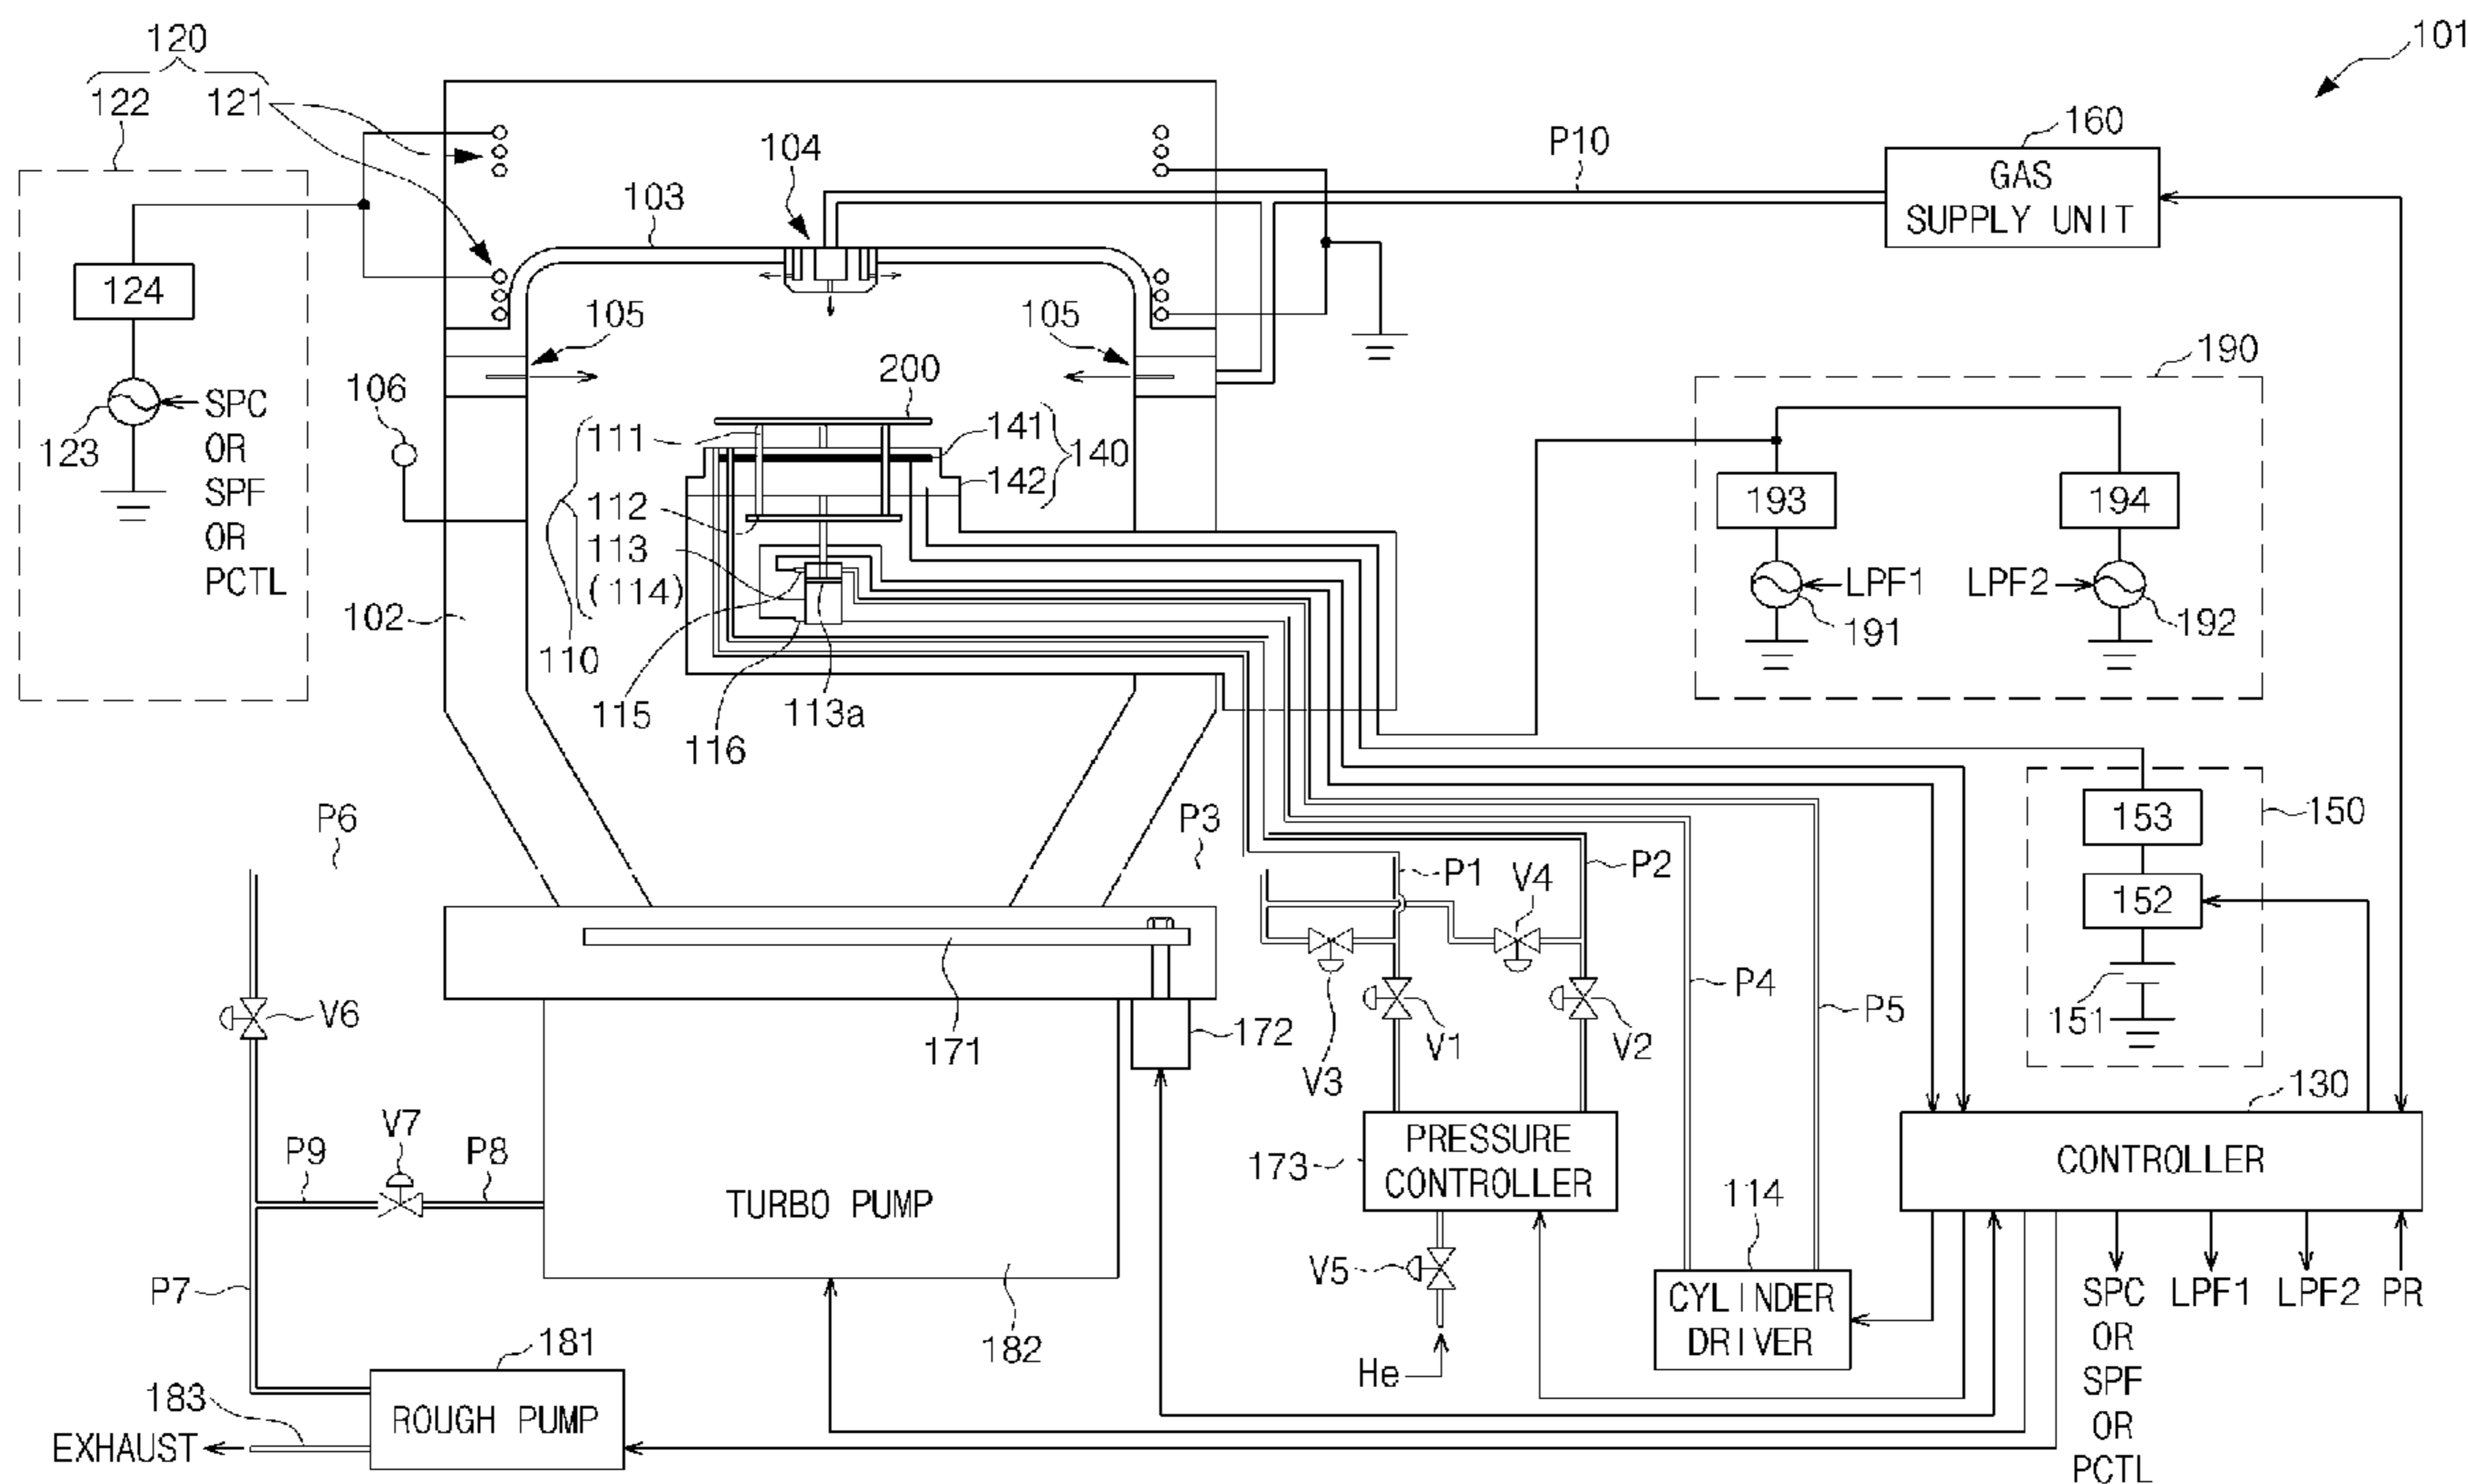 101
120
122 121
104
P10
160
GAS
SUPPLY UNIT
103
124
105
105
200
190
106
SPC
OR
SPF
OR
PCTL
123
111
141
140
142
112
113
(114)
193
194
LPF1
LPF2
191
192
102
110
115
113a
116
P6
P3
153
150
152
151
P1
V4
P2
P4
P5
V6
171
172
V3
V1
V2
130
V7
P9
P8
PRESSURE
CONTROLLER
173
CONTROLLER
TURBO PUMP
114
P7
V5
CYLINDER
DRIVER
SPC
OR
SPF
OR
PCTL
LPF1
LPF2
PR
182
181
He
183
ROUGH PUMP
EXHAUST